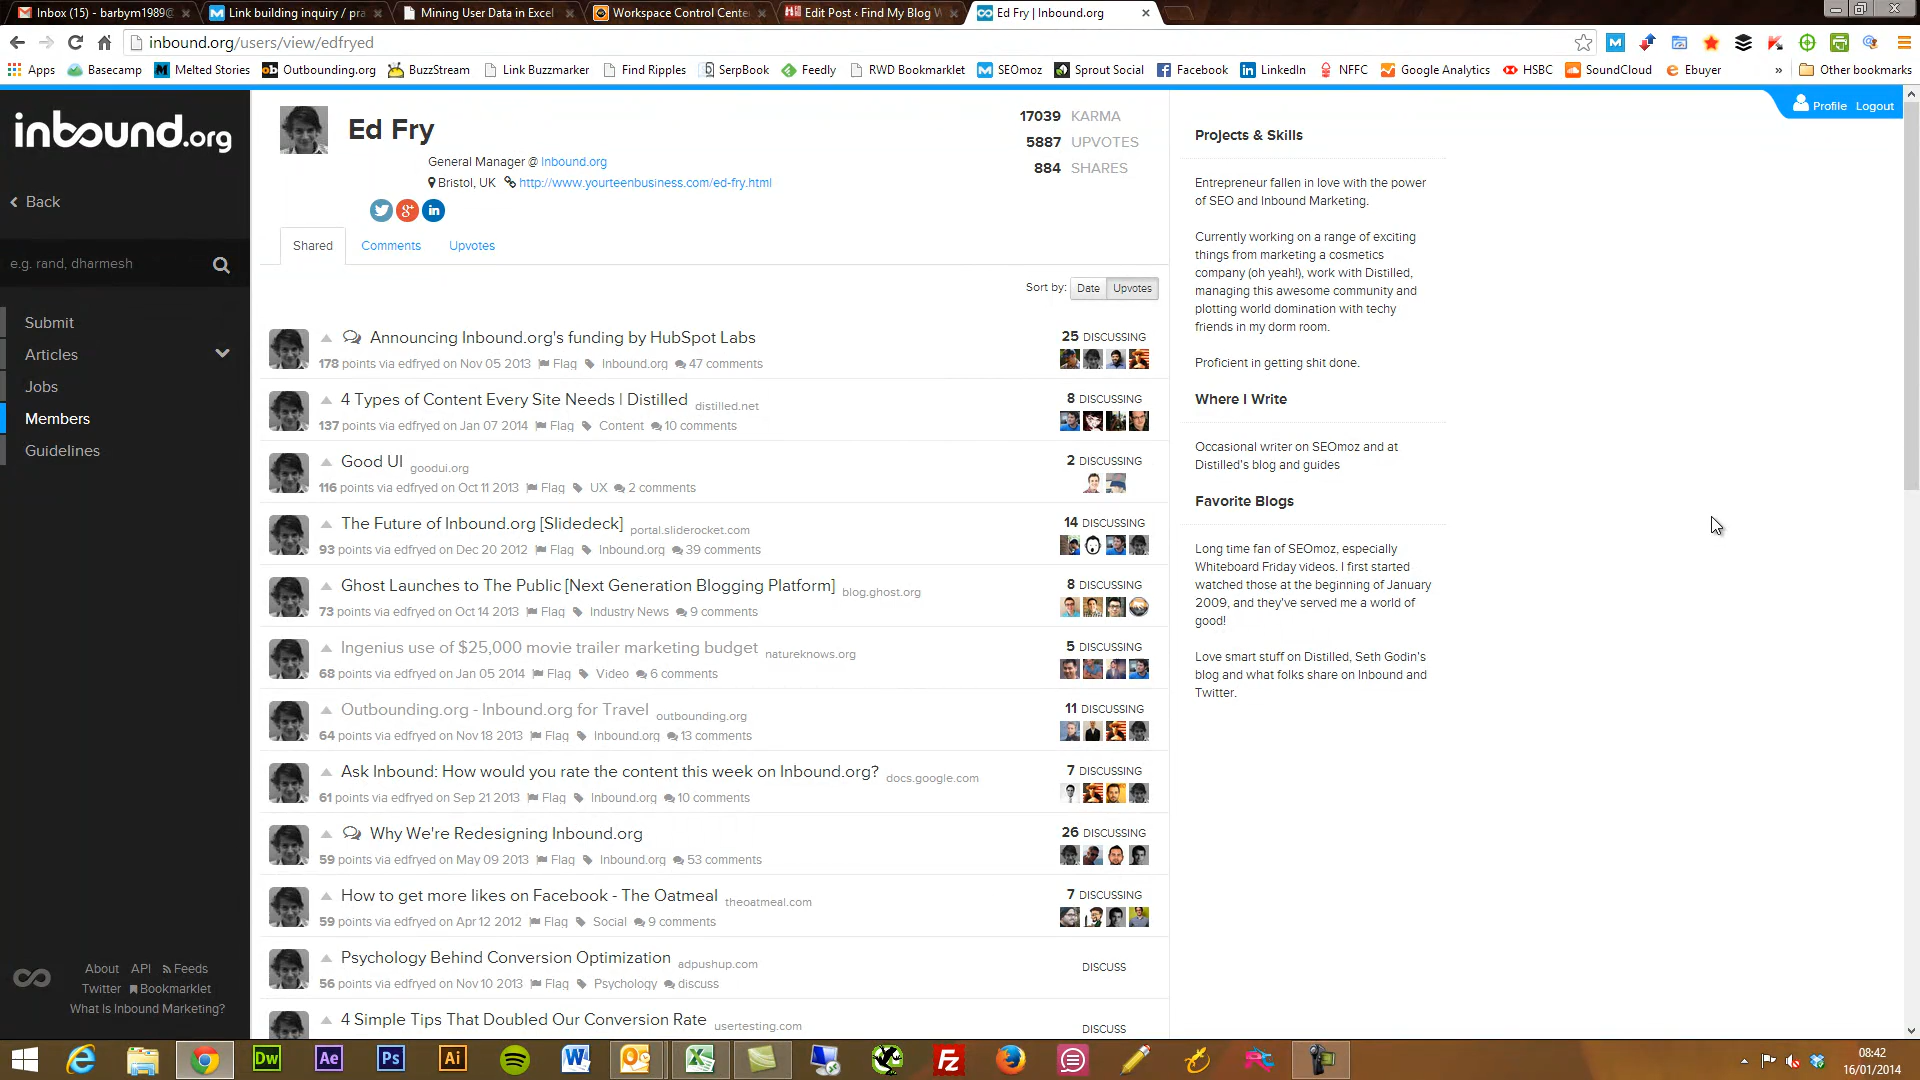 Inbox (15) - barbym1989@
Link building inquiry / pra
Mining User Data in Excel
Workspace Control Cente
Edit Post ‹ Find My Blog W
Ed Fry | Inbound.org
inbound.org/users/view/edfryed
Apps Basecamp Melted Stories Outbounding.org BuzzStream Link Buzzmarker Find Ripples SerpBook Feedly RWD Bookmarklet SEOmoz Sprout Social Facebook LinkedIn NFFC Google Analytics HSBC SoundCloud Ebuyer » Other bookmarks
inbound.org
Back
e.g. rand, dharmesh
Submit
Articles
Jobs
Members
Guidelines
About API Feeds
Twitter Bookmarklet
What Is Inbound Marketing?
Profile Logout
Ed Fry
General Manager @ Inbound.org
Bristol, UK http://www.yourteenbusiness.com/ed-fry.html
17039 KARMA
5887 UPVOTES
884 SHARES
Shared Comments Upvotes
Sort by: Date Upvotes
Announcing Inbound.org's funding by HubSpot Labs
178 points via edfryed on Nov 05 2013 Flag Inbound.org 47 comments
25 DISCUSSING
4 Types of Content Every Site Needs | Distilled distilled.net
137 points via edfryed on Jan 07 2014 Flag Content 10 comments
8 DISCUSSING
Good UI goodui.org
116 points via edfryed on Oct 11 2013 Flag UX 2 comments
2 DISCUSSING
The Future of Inbound.org [Slidedeck] portal.sliderocket.com
93 points via edfryed on Dec 20 2012 Flag Inbound.org 39 comments
14 DISCUSSING
Ghost Launches to The Public [Next Generation Blogging Platform] blog.ghost.org
73 points via edfryed on Oct 14 2013 Flag Industry News 9 comments
8 DISCUSSING
Ingenius use of $25,000 movie trailer marketing budget natureknows.org
68 points via edfryed on Jan 05 2014 Flag Video 6 comments
5 DISCUSSING
Outbounding.org - Inbound.org for Travel outbounding.org
64 points via edfryed on Nov 18 2013 Flag Inbound.org 13 comments
11 DISCUSSING
Ask Inbound: How would you rate the content this week on Inbound.org? docs.google.com
61 points via edfryed on Sep 21 2013 Flag Inbound.org 10 comments
7 DISCUSSING
Why We're Redesigning Inbound.org
59 points via edfryed on May 09 2013 Flag Inbound.org 53 comments
26 DISCUSSING
How to get more likes on Facebook - The Oatmeal theoatmeal.com
59 points via edfryed on Apr 12 2012 Flag Social 9 comments
7 DISCUSSING
Psychology Behind Conversion Optimization adpushup.com
56 points via edfryed on Nov 10 2013 Flag Psychology discuss
DISCUSS
4 Simple Tips That Doubled Our Conversion Rate usertesting.com
DISCUSS
Projects & Skills
Entrepreneur fallen in love with the power
of SEO and Inbound Marketing.
Currently working on a range of exciting
things from marketing a cosmetics
company (oh yeah!), work with Distilled,
managing this awesome community and
plotting world domination with techy
friends in my dorm room.
Proficient in getting shit done.
Where I Write
Occasional writer on SEOmoz and at
Distilled's blog and guides
Favorite Blogs
Long time fan of SEOmoz, especially
Whiteboard Friday videos. I first started
watched those at the beginning of January
2009, and they've served me a world of
good!
Love smart stuff on Distilled, Seth Godin's
blog and what folks share on Inbound and
Twitter.
Dw Ae Ps Ai
08:42
16/01/2014